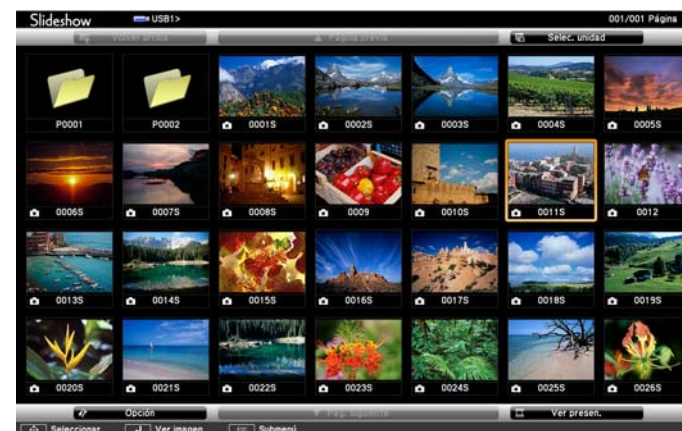 Slideshow USB1> 001/001 Página
Volver arriba Página previa Selec. unidad
P0001 P0002 0001S 0002S 0003S 0004S 0005S
0006S 0007S 0008S 0009 0010S 0011S 0012
0013S 0014S 0015S 0016S 0017S 0018S 0019S
0020S 0021S 0022S 0023S 0024S 0025S 0026S
Opción Pág. siguiente Ver presen.
Seleccionar Ver imagen Esc Submenú